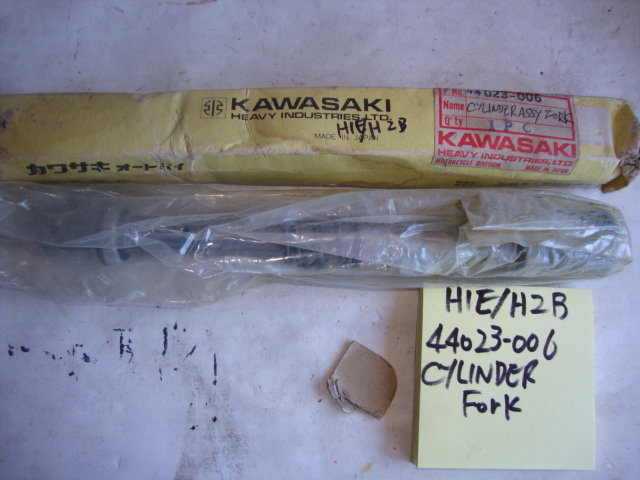 KAWASAKI
HEAVY INDUSTRIES, LTD.
MADE IN JAPAN
H1E/H2B
カワサキ オートバイ
P. No. 44023-006
Name CYLINDER ASSY FORK
Q'ty 1 PC
KAWASAKI
HEAVY INDUSTRIES, LTD.
MOTORCYCLE DIVISION MADE IN JAPAN
H1E/H2B
44023-006
CYLINDER
Fork